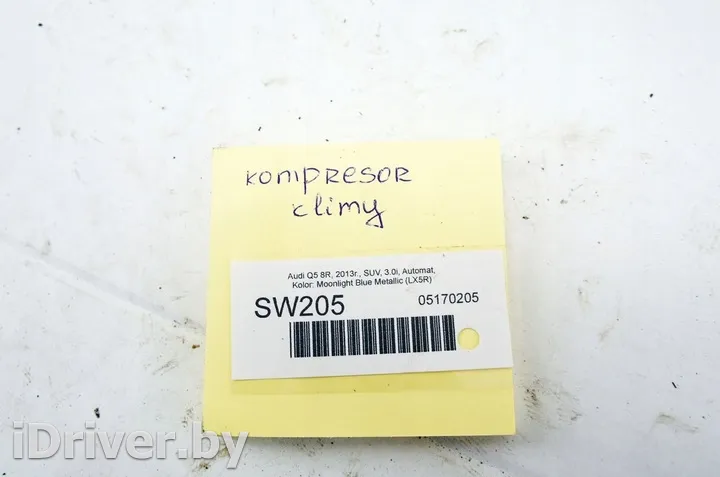 kompresor
climy
Audi Q5 8R, 2013r., SUV, 3.0i, Automat,
Kolor: Moonlight Blue Metallic (LX5R)
SW205 05170205
iDriver.by